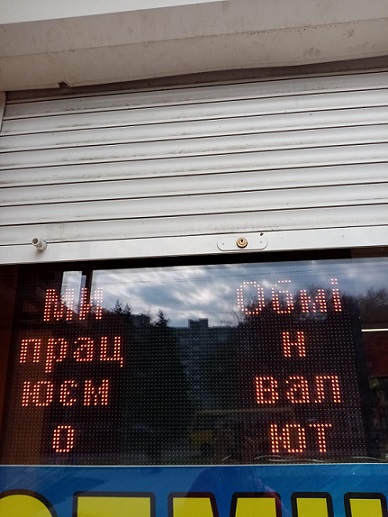 Ми
прац
юєм
о
Обмі
н
вал
ют